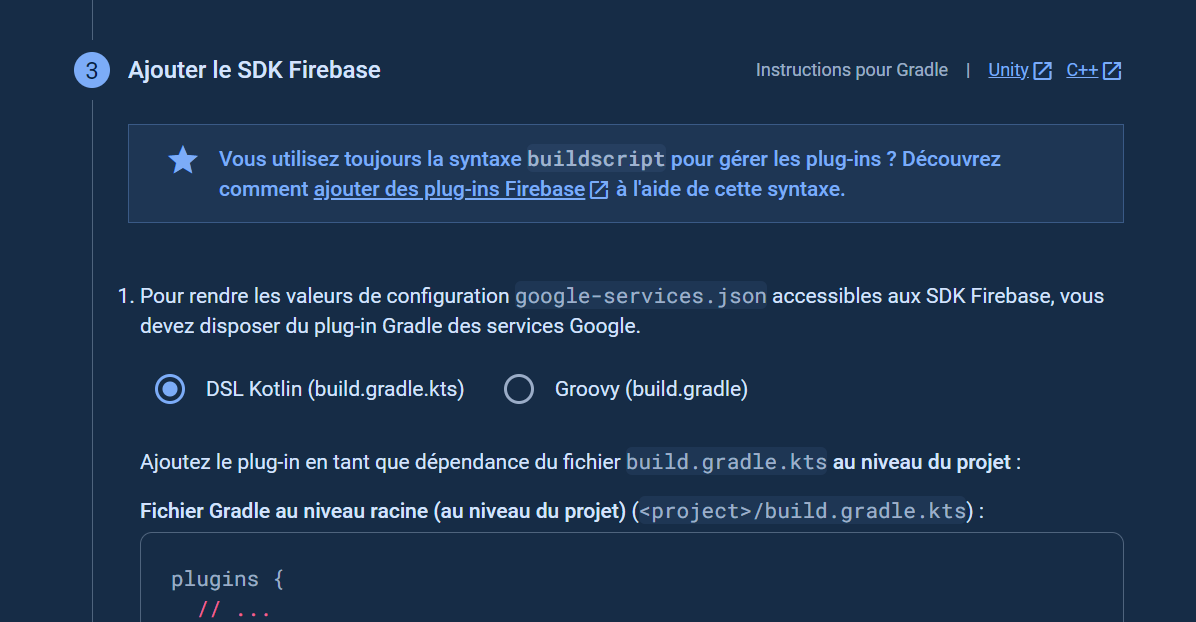 3 Ajouter le SDK Firebase Instructions pour Gradle | Unity C++
Vous utilisez toujours la syntaxe buildscript pour gérer les plug-ins ? Découvrez
comment ajouter des plug-ins Firebase à l'aide de cette syntaxe.
1. Pour rendre les valeurs de configuration google-services.json accessibles aux SDK Firebase, vous
devez disposer du plug-in Gradle des services Google.
DSL Kotlin (build.gradle.kts) Groovy (build.gradle)
Ajoutez le plug-in en tant que dépendance du fichier build.gradle.kts au niveau du projet :
Fichier Gradle au niveau racine (au niveau du projet) (<project>/build.gradle.kts) :
plugins {
// ...